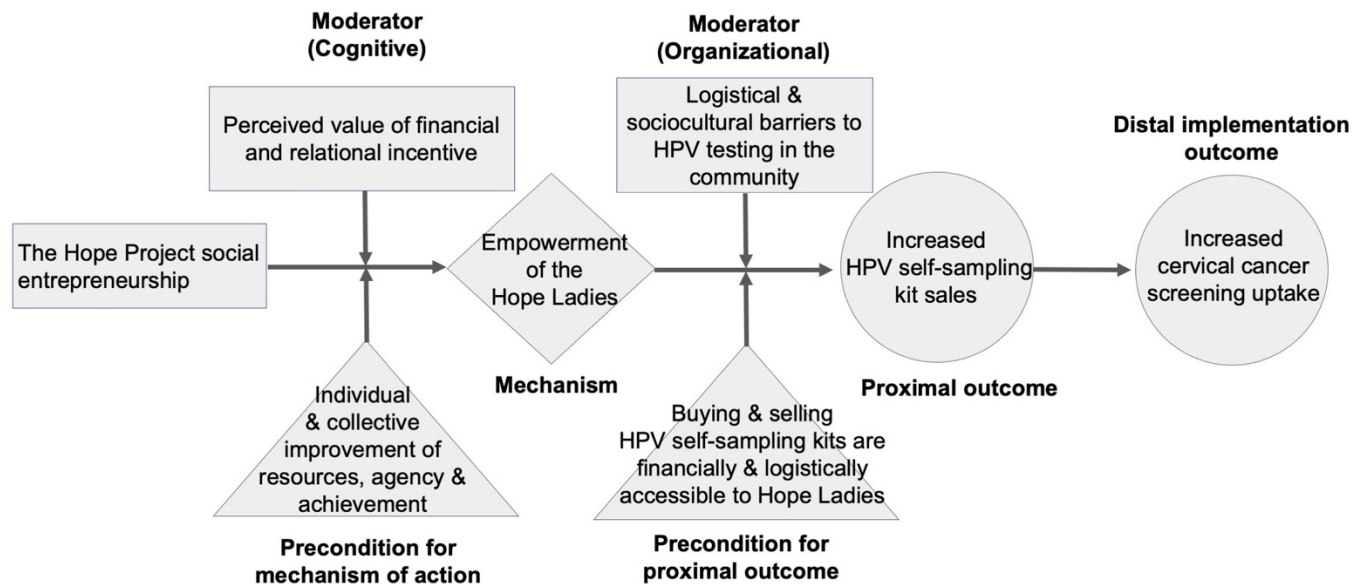 Moderator
(Cognitive)
Perceived value of financial
and relational incentive
Moderator
(Organizational)
Logistical &
sociocultural barriers to
HPV testing in the
community
Distal implementation
outcome
The Hope Project social
entrepreneurship
Empowerment
of the
Hope Ladies
Mechanism
Increased
HPV self-sampling
kit sales
Proximal outcome
Increased
cervical cancer
screening uptake
Individual
& collective
improvement of
resources, agency &
achievement
Precondition for
mechanism of action
Buying & selling
HPV self-sampling kits are
financially & logistically
accessible to Hope Ladies
Precondition for
proximal outcome